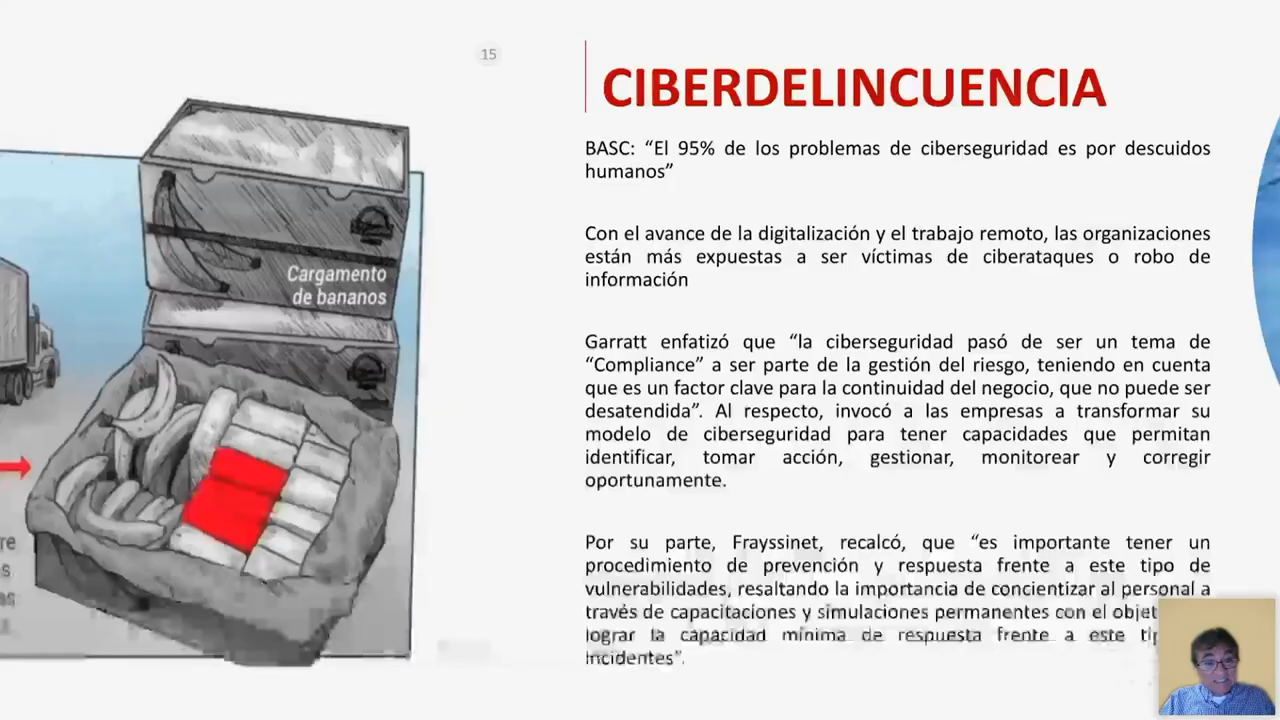 15
CIBERDELINCUENCIA
BASC: “El 95% de los problemas de ciberseguridad es por descuidos
humanos”
Con el avance de la digitalización y el trabajo remoto, las organizaciones
están más expuestas a ser víctimas de ciberataques o robo de
información
Garratt enfatizó que “la ciberseguridad pasó de ser un tema de
“Compliance” a ser parte de la gestión del riesgo, teniendo en cuenta
que es un factor clave para la continuidad del negocio, que no puede ser
desatendida”. Al respecto, invocó a las empresas a transformar su
modelo de ciberseguridad para tener capacidades que permitan
identificar, tomar acción, gestionar, monitorear y corregir
oportunamente.
Por su parte, Frayssinet, recalcó, que “es importante tener un
procedimiento de prevención y respuesta frente a este tipo de
vulnerabilidades, resaltando la importancia de concientizar al personal a
través de capacitaciones y simulaciones permanentes con el
lograr la capacidad mínima de respuesta frente a este
incidentes”.
Cargamento
de bananos